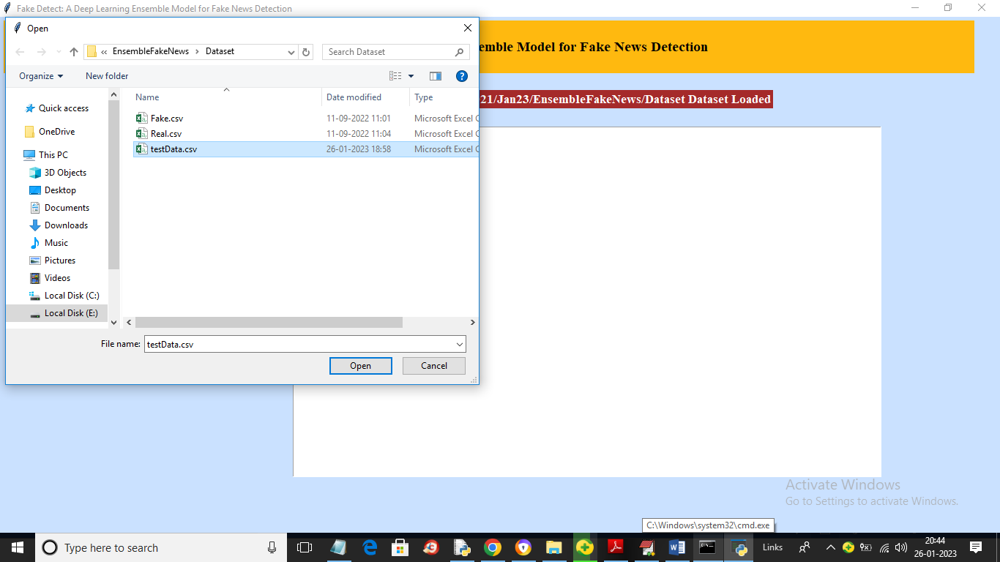 Fake Detect: A Deep Learning Ensemble Model for Fake News Detection
Open
« EnsembleFakeNews › Dataset
Search Dataset
emble Model for Fake News Detection
Organize
New folder
?
21/Jan23/EnsembleFakeNews/Dataset Dataset Loaded
Name
Date modified
Type
Quick access
OneDrive
This PC
3D Objects
Desktop
Documents
Downloads
Music
Pictures
Videos
Local Disk (C:)
Local Disk (E:)
Fake.csv 11-09-2022 11:01 Microsoft Excel C
Real.csv 11-09-2022 11:04 Microsoft Excel C
testData.csv 26-01-2023 18:58 Microsoft Excel C
File name: testData.csv
Open
Cancel
Activate Windows
Go to Settings to activate Windows.
C:\Windows\system32\cmd.exe
Type here to search
Links
20:44
26-01-2023